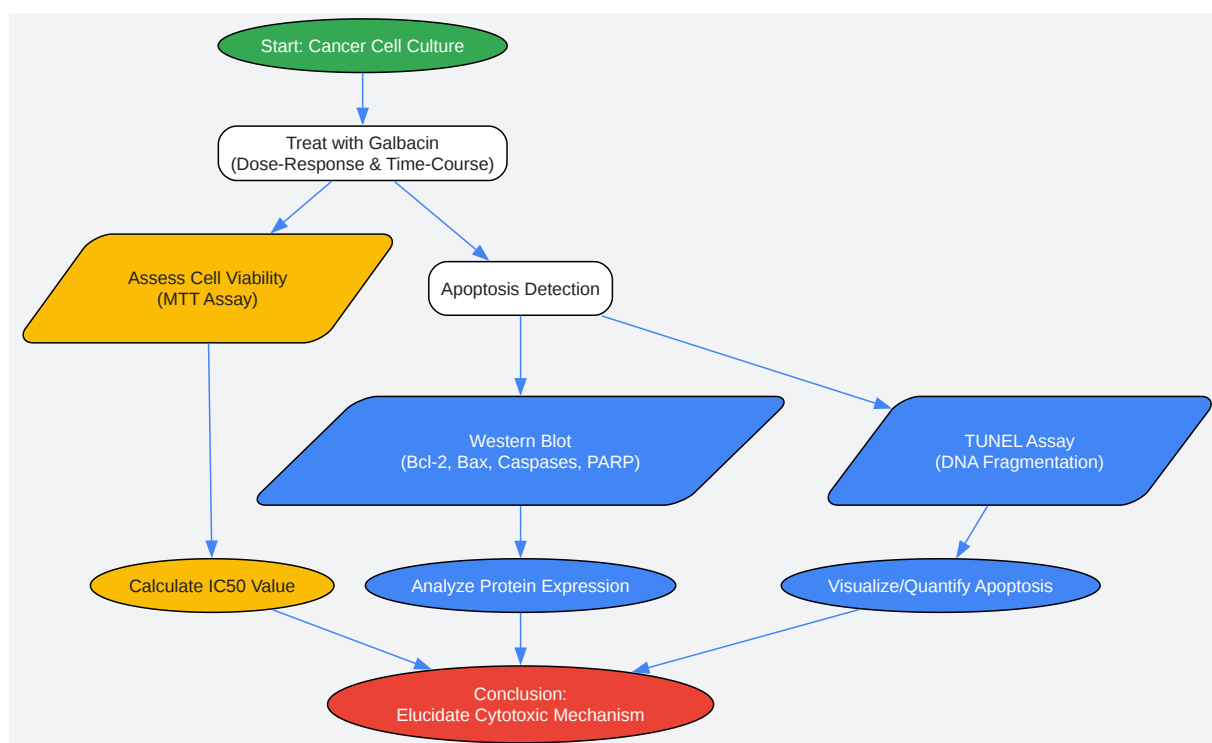 Start: Cancer Cell Culture
Treat with Galbacin
(Dose-Response & Time-Course)
Assess Cell Viability
(MTT Assay)
Apoptosis Detection
Western Blot
(Bcl-2, Bax, Caspases, PARP)
TUNEL Assay
(DNA Fragmentation)
Calculate IC50 Value
Analyze Protein Expression
Visualize/Quantify Apoptosis
Conclusion:
Elucidate Cytotoxic Mechanism